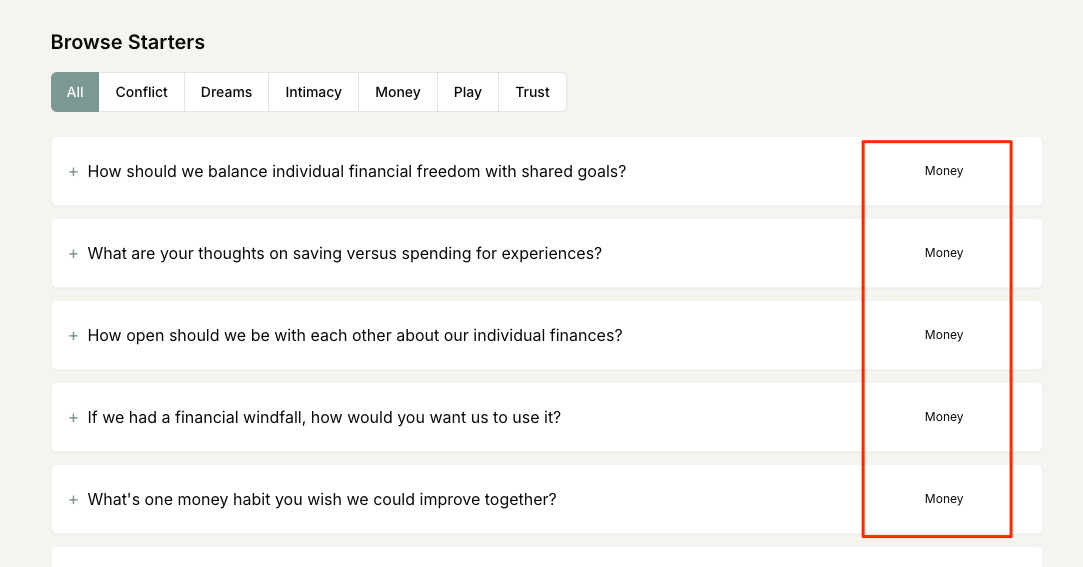 Browse Starters
All Conflict Dreams Intimacy Money Play Trust
+ How should we balance individual financial freedom with shared goals? Money
+ What are your thoughts on saving versus spending for experiences? Money
+ How open should we be with each other about our individual finances? Money
+ If we had a financial windfall, how would you want us to use it? Money
+ What's one money habit you wish we could improve together? Money